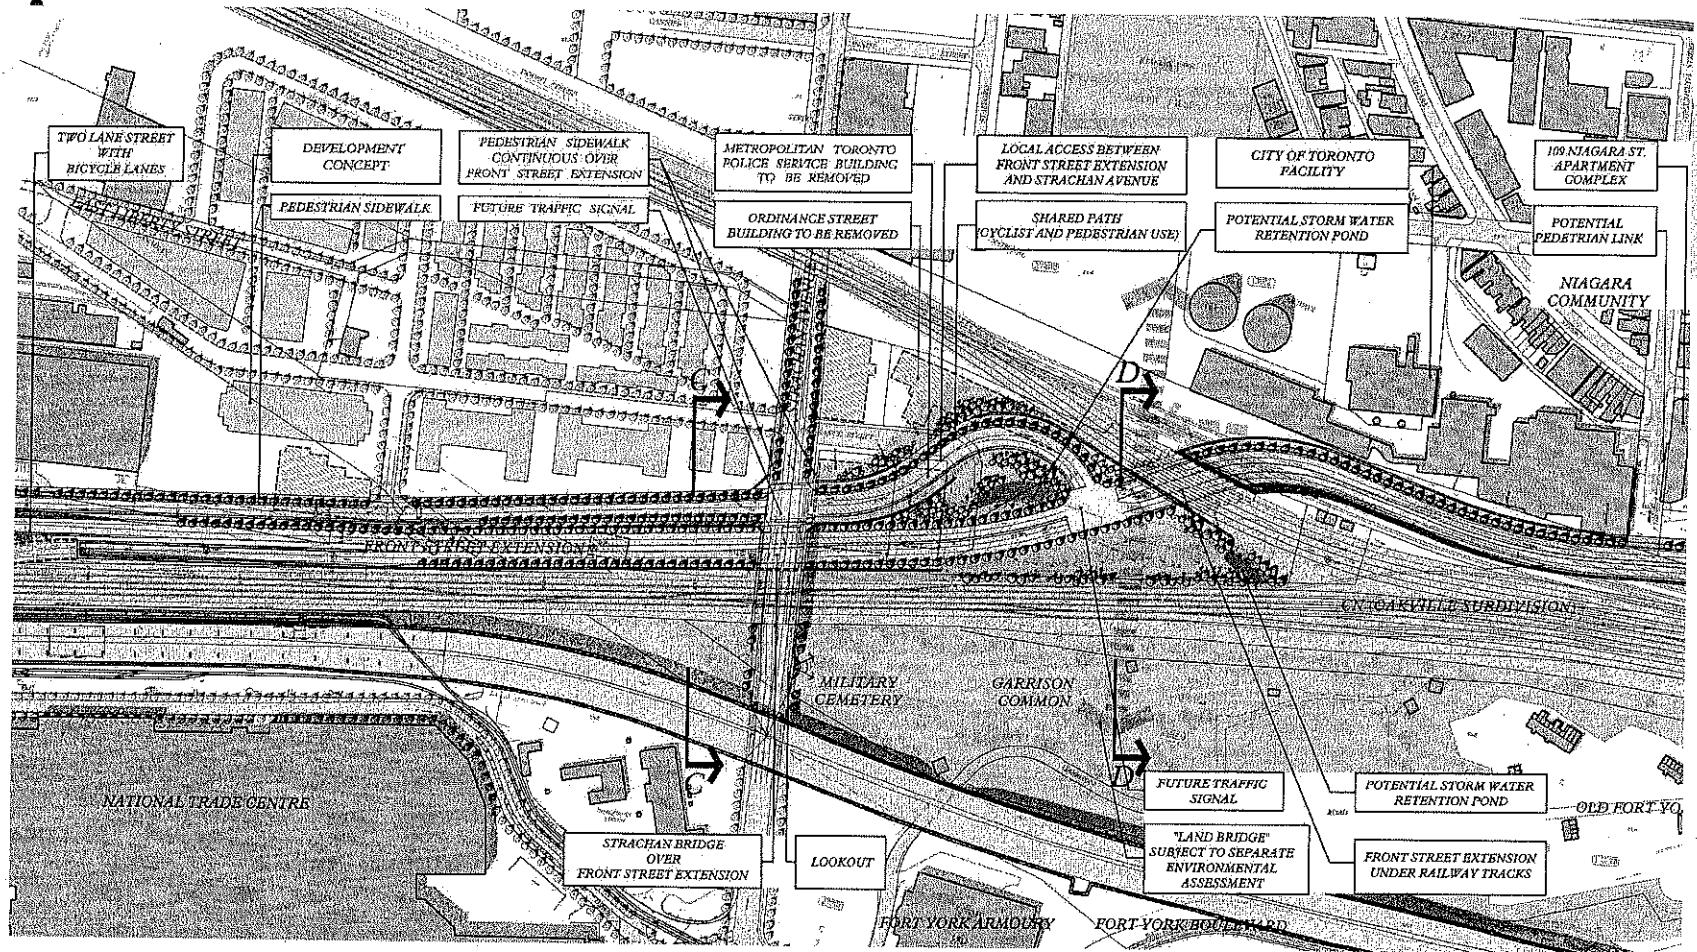 TWO LANE STREET
WITH
BICYCLE LANES
DEVELOPMENT
CONCEPT
PEDESTRIAN SIDEWALK
CONTINUOUS OVER
FRONT STREET EXTENSION
METROPOLITAN TORONTO
POLICE SERVICE BUILDING
TO BE REMOVED
LOCAL ACCESS BETWEEN
FRONT STREET EXTENSION
AND STRACHAN AVENUE
CITY OF TORONTO
FACILITY
109 NIAGARA ST.
APARTMENT
COMPLEX
PEDESTRIAN SIDEWALK
FUTURE TRAFFIC SIGNAL
ORDINANCE STREET
BUILDING TO BE REMOVED
SHARED PATH
(CYCLIST AND PEDESTRIAN USE)
POTENTIAL STORM WATER
RETENTION POND
POTENTIAL
PEDETRIAN LINK
EAST LIBERTY STREET
NIAGARA
COMMUNITY
C
D
FRONT STREET EXTENSION
CN OAKVILLE SUBDIVISION
MILITARY
CEMETERY
GARRISON
COMMON
C
D
NATIONAL TRADE CENTRE
FUTURE TRAFFIC
SIGNAL
POTENTIAL STORM WATER
RETENTION POND
OLD FORT YO
STRACHAN BRIDGE
OVER
FRONT STREET EXTENSION
LOOKOUT
"LAND BRIDGE"
SUBJECT TO SEPARATE
ENVIRONMENTAL
ASSESSMENT
FRONT STREET EXTENSION
UNDER RAILWAY TRACKS
FORT YORK ARMOURY
FORT YORK BOULEVARD